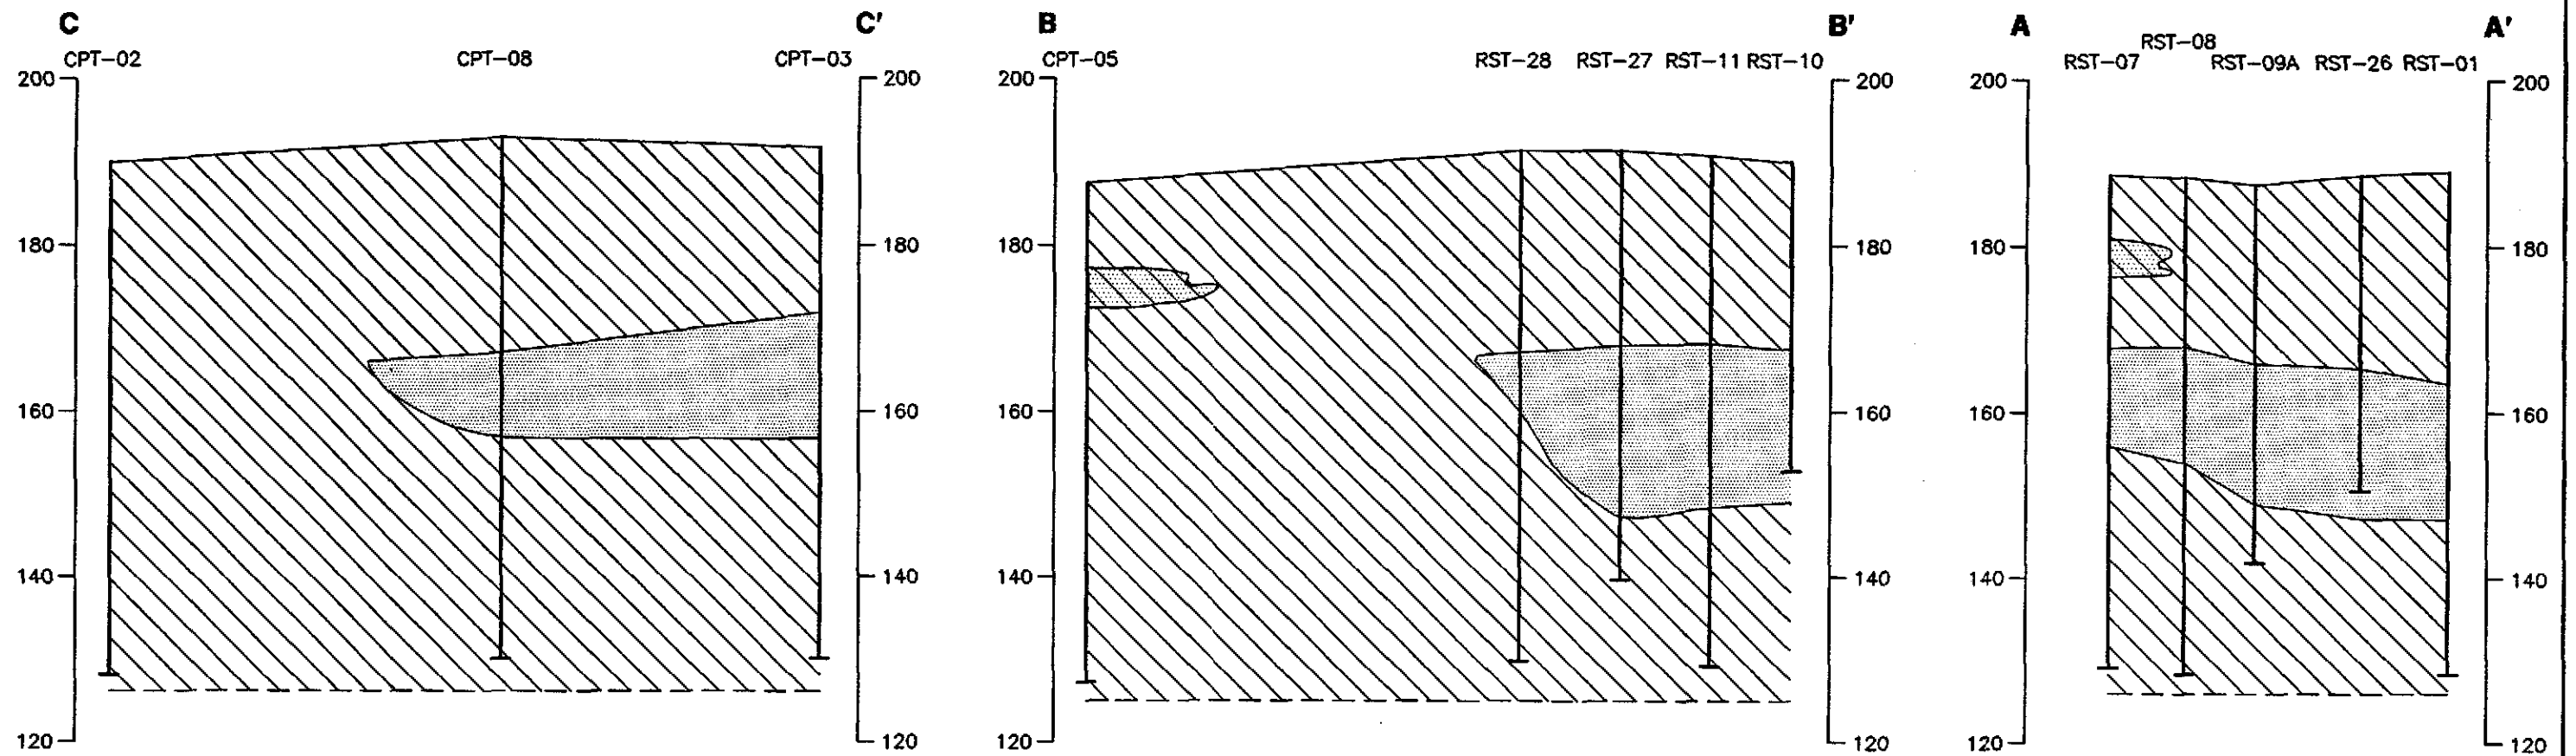 C C' B B' A A'
RST-08
CPT-02 CPT-08 CPT-03 CPT-05 RST-28 RST-27 RST-11 RST-10 RST-07 RST-09A RST-26 RST-01
200 200 200 200 200 200
180 180 180 180 180 180
160 160 160 160 160 160
140 140 140 140 140 140
120 120 120 120 120 120